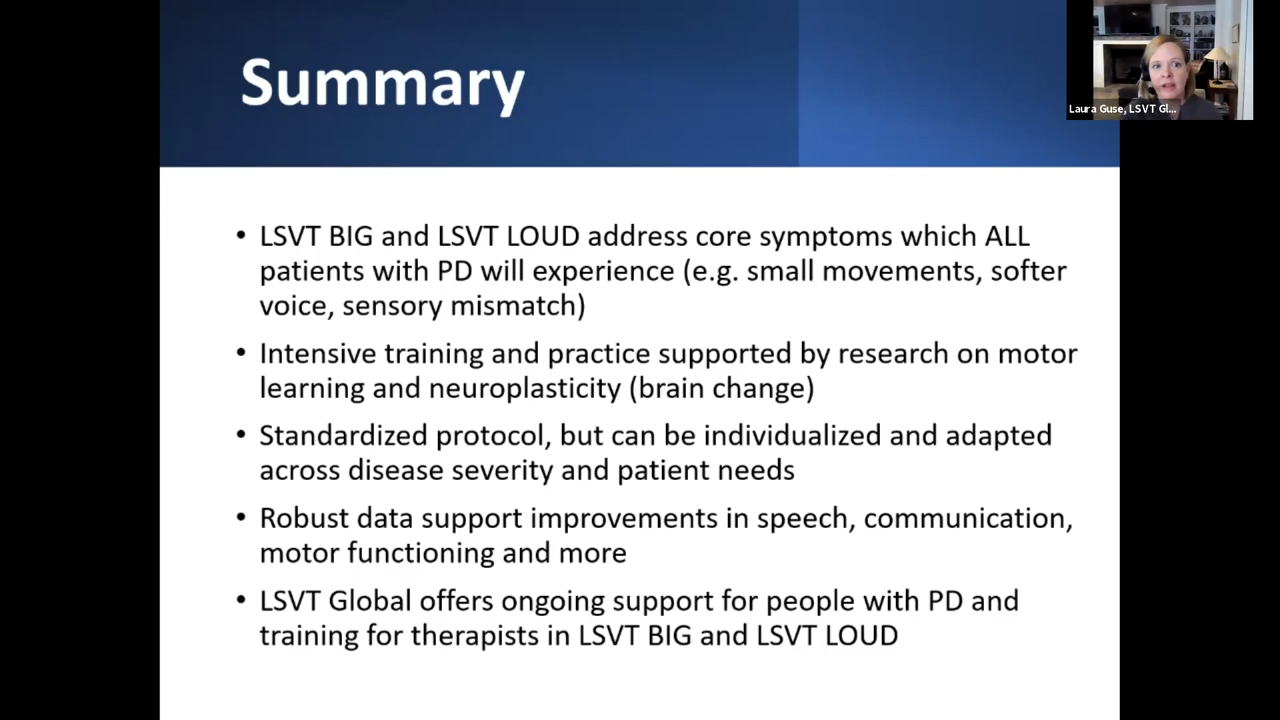 Summary
Laura Guse, LSVT Gl...
• LSVT BIG and LSVT LOUD address core symptoms which ALL
patients with PD will experience (e.g. small movements, softer
voice, sensory mismatch)
• Intensive training and practice supported by research on motor
learning and neuroplasticity (brain change)
• Standardized protocol, but can be individualized and adapted
across disease severity and patient needs
• Robust data support improvements in speech, communication,
motor functioning and more
• LSVT Global offers ongoing support for people with PD and
training for therapists in LSVT BIG and LSVT LOUD